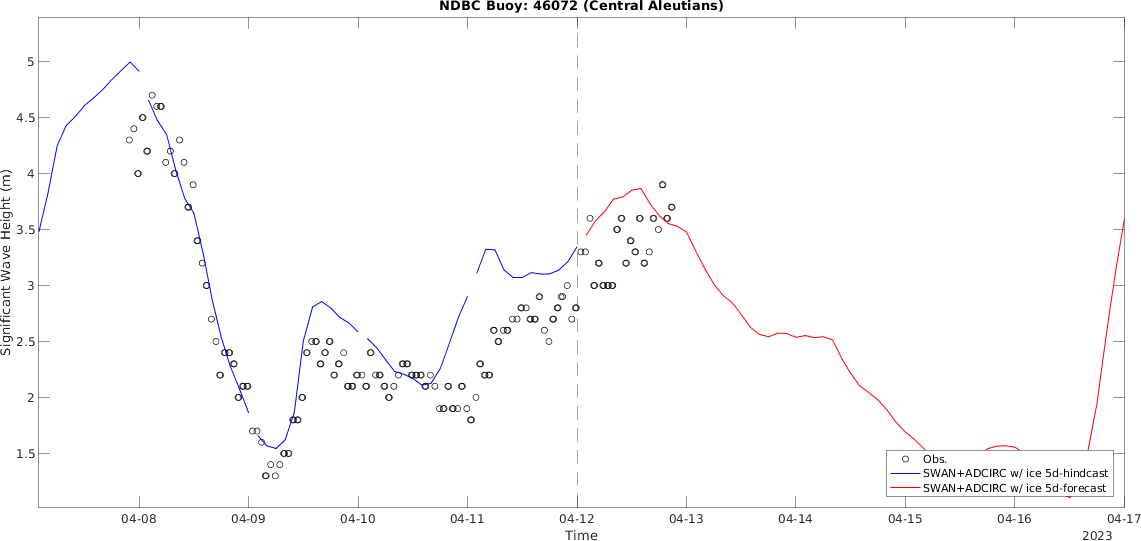 NDBC Buoy: 46072 (Central Aleutians)
Significant Wave Height (m)
5
4.5
4
3.5
3
2.5
2
1.5
Obs.
SWAN+ADCIRC w/ ice 5d-hindcast
SWAN+ADCIRC w/ ice 5d-forecast
04-08 04-09 04-10 04-11 04-12 04-13 04-14 04-15 04-16 04-17
Time
2023